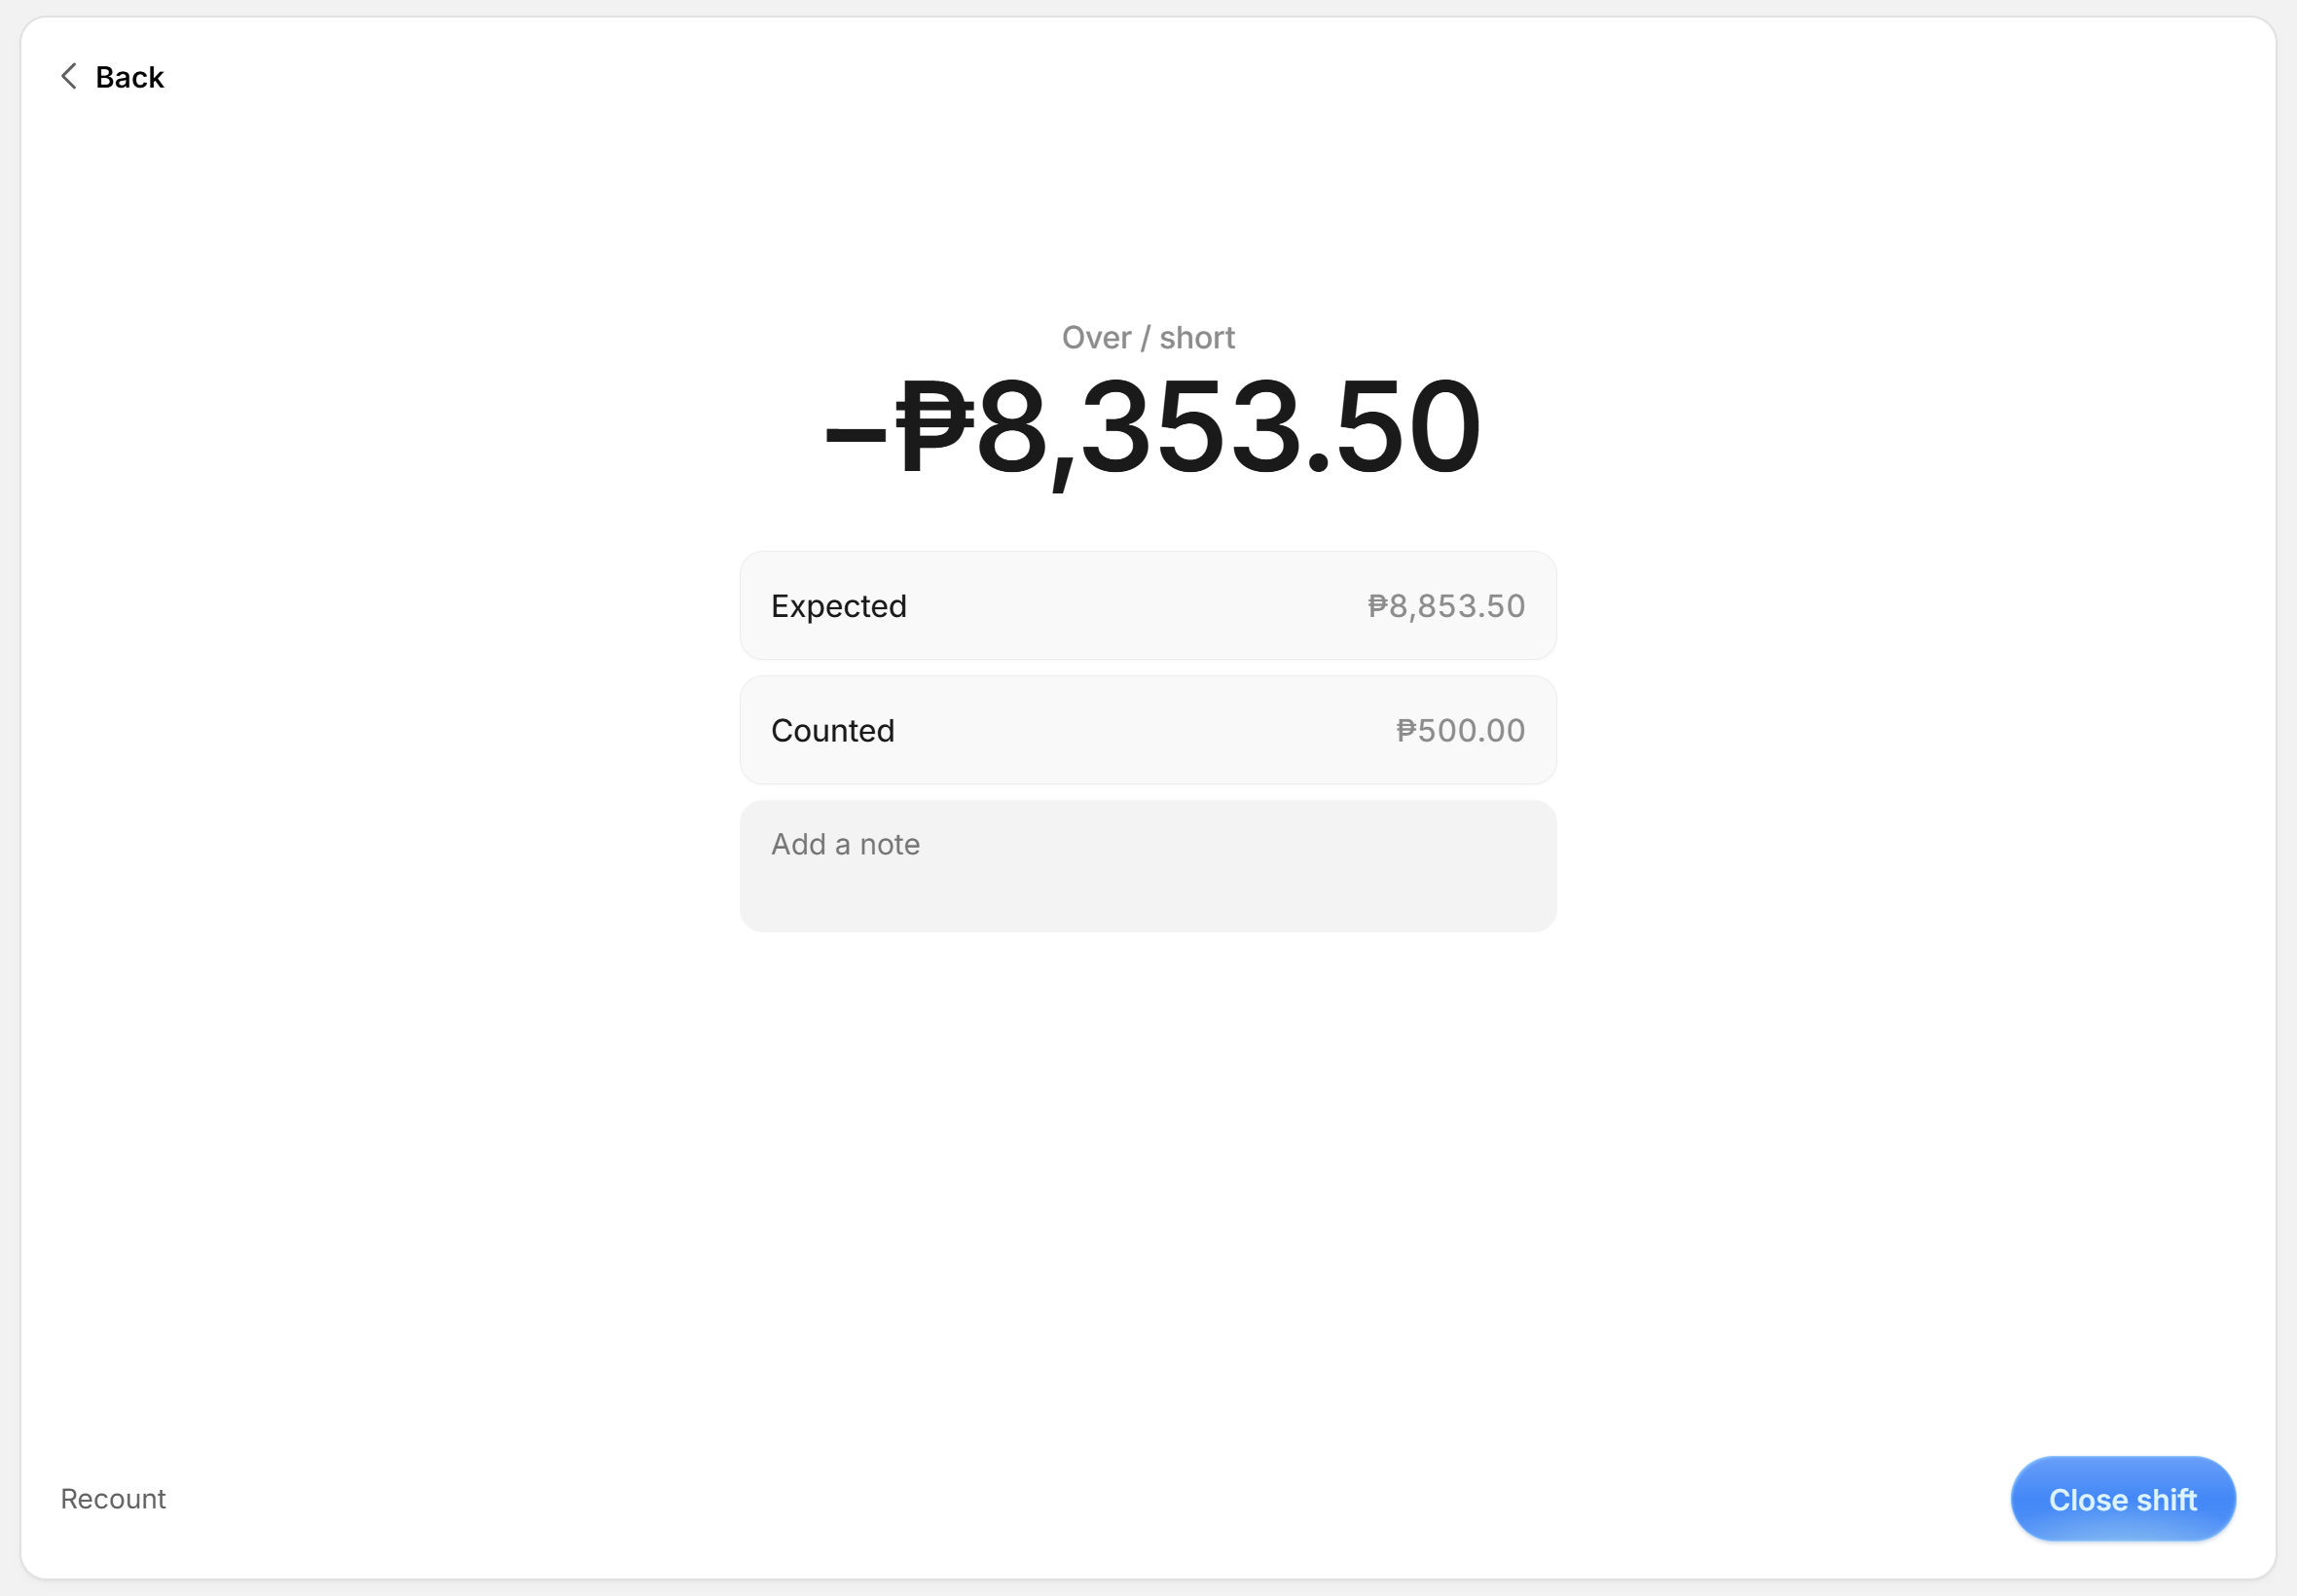 Back
Over / short
–₱8,353.50
Expected ₱8,853.50
Counted ₱500.00
Add a note
Recount
Close shift